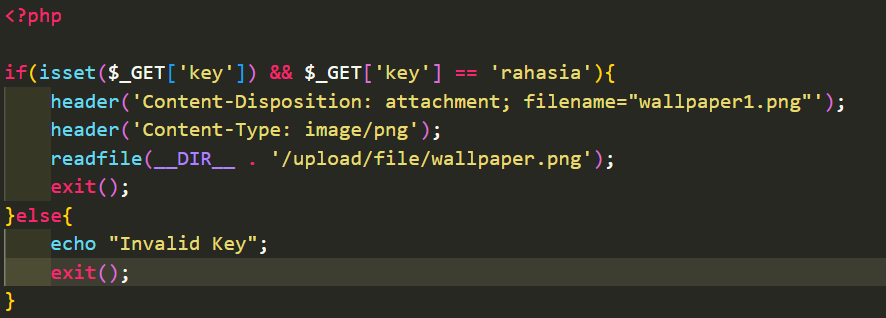 <?php
if(isset($_GET['key']) && $_GET['key'] == 'rahasia'){
header('Content-Disposition: attachment; filename="wallpaper1.png"');
header('Content-Type: image/png');
readfile(__DIR__ . '/upload/file/wallpaper.png');
exit();
}else{
echo "Invalid Key";
exit();
}